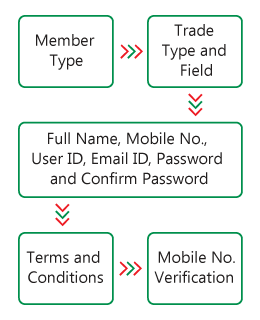 Member
Type
Trade
Type and
Field
Full Name, Mobile No.,
User ID, Email ID, Password
and Confirm Password
Terms and
Conditions
Mobile No.
Verification